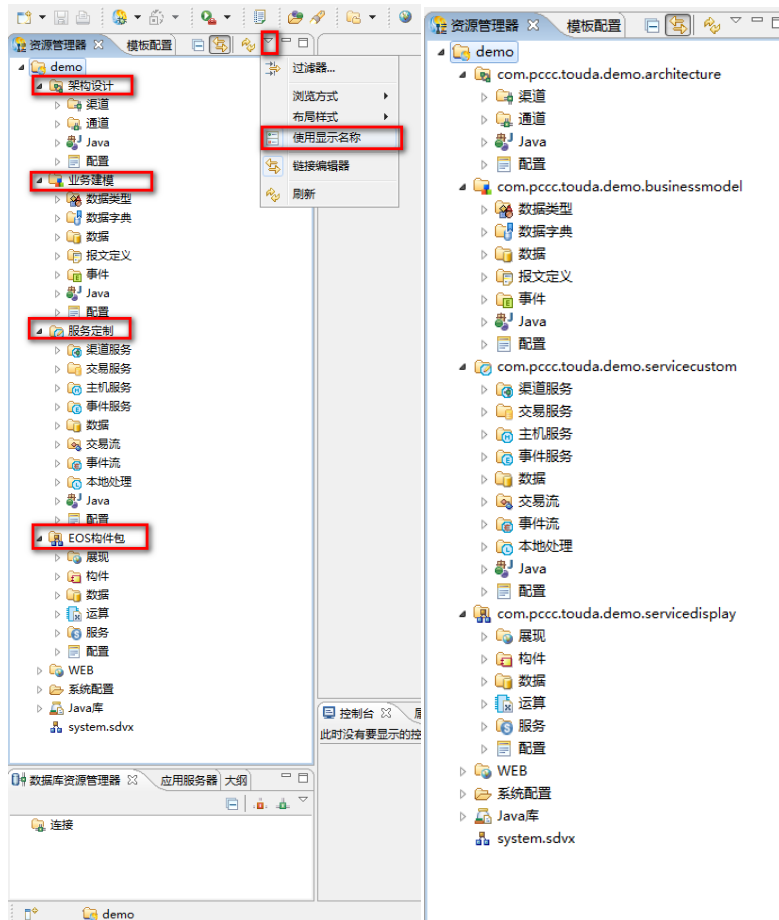 资源管理器
模板配置
demo
架构设计
渠道
通道
Java
配置
业务建模
数据类型
数据字典
数据
报文定义
事件
Java
配置
服务定制
渠道服务
交易服务
主机服务
事件服务
数据
交易流
事件流
本地处理
Java
配置
EOS构件包
展现
构件
数据
运算
服务
配置
WEB
系统配置
Java库
system.sdvx
过滤器...
浏览方式
布局样式
使用显示名称
链接编辑器
刷新
控制台
此时没有要显示的控
数据库资源管理器
应用服务器
大纲
连接
demo
资源管理器
模板配置
demo
com.pccc.touda.demo.architecture
渠道
通道
Java
配置
com.pccc.touda.demo.businessmodel
数据类型
数据字典
数据
报文定义
事件
Java
配置
com.pccc.touda.demo.servicecustom
渠道服务
交易服务
主机服务
事件服务
数据
交易流
事件流
本地处理
Java
配置
com.pccc.touda.demo.servicedisplay
展现
构件
数据
运算
服务
配置
WEB
系统配置
Java库
system.sdvx